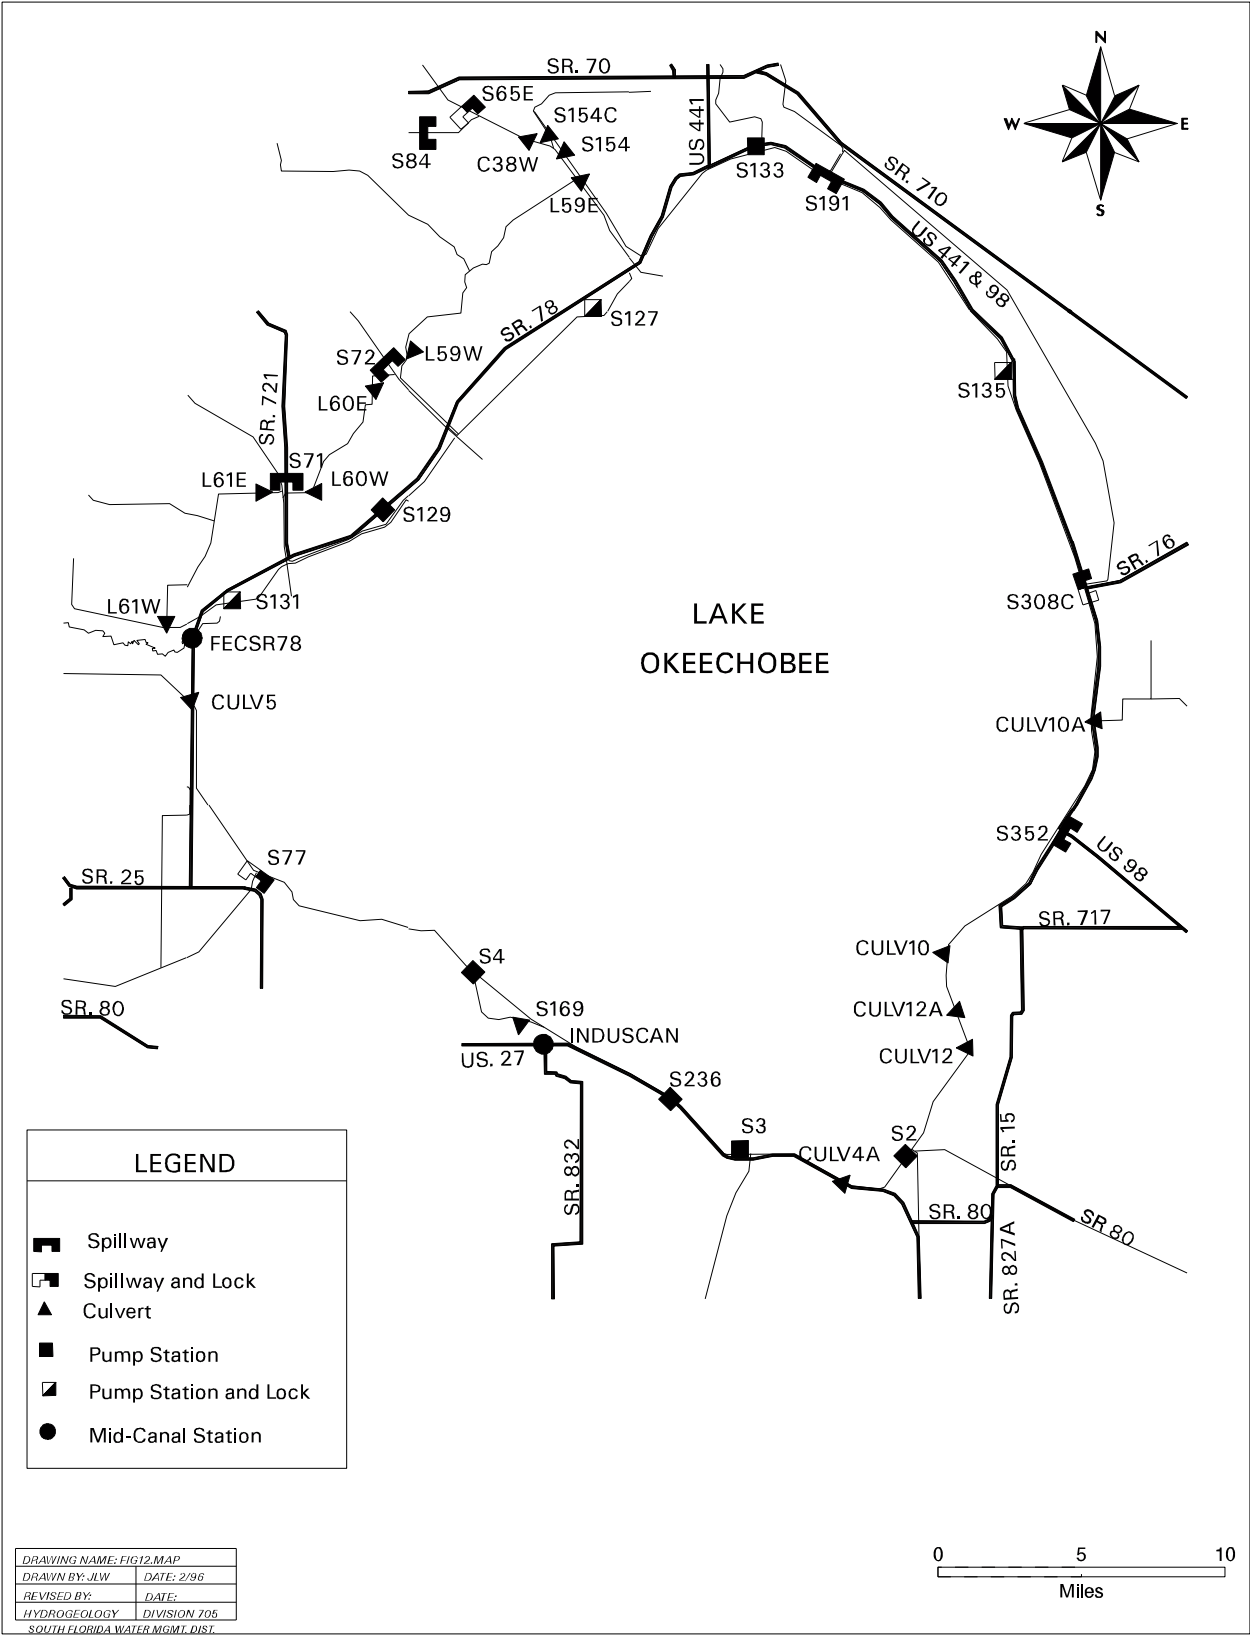 N
W
E
S
SR. 70
S65E
S154C
S84
C38W
S154
US 441
S133
L59E
S191
SR. 710
US 441 & 98
SR. 78
S127
S72
L59W
SR. 721
L60E
S135
L61E
S71
L60W
S129
SR. 76
L61W
S131
S308C
FECSR78
LAKE
OKEECHOBEE
CULV5
CULV10A
S77
S352
US 98
SR. 25
SR. 717
CULV10
S4
SR. 80
S169
CULV12A
INDUSCAN
US. 27
CULV12
S236
S3
S2
CULV4A
SR. 15
SR. 832
SR. 80
SR 80
SR. 827A
LEGEND
Spillway
Spillway and Lock
Culvert
Pump Station
Pump Station and Lock
Mid-Canal Station
DRAWING NAME: FIG12.MAP
DRAWN BY: JLW DATE: 2/96
REVISED BY: DATE:
HYDROGEOLOGY DIVISION 705
SOUTH FLORIDA WATER MGMT. DIST.
0 5 10
Miles